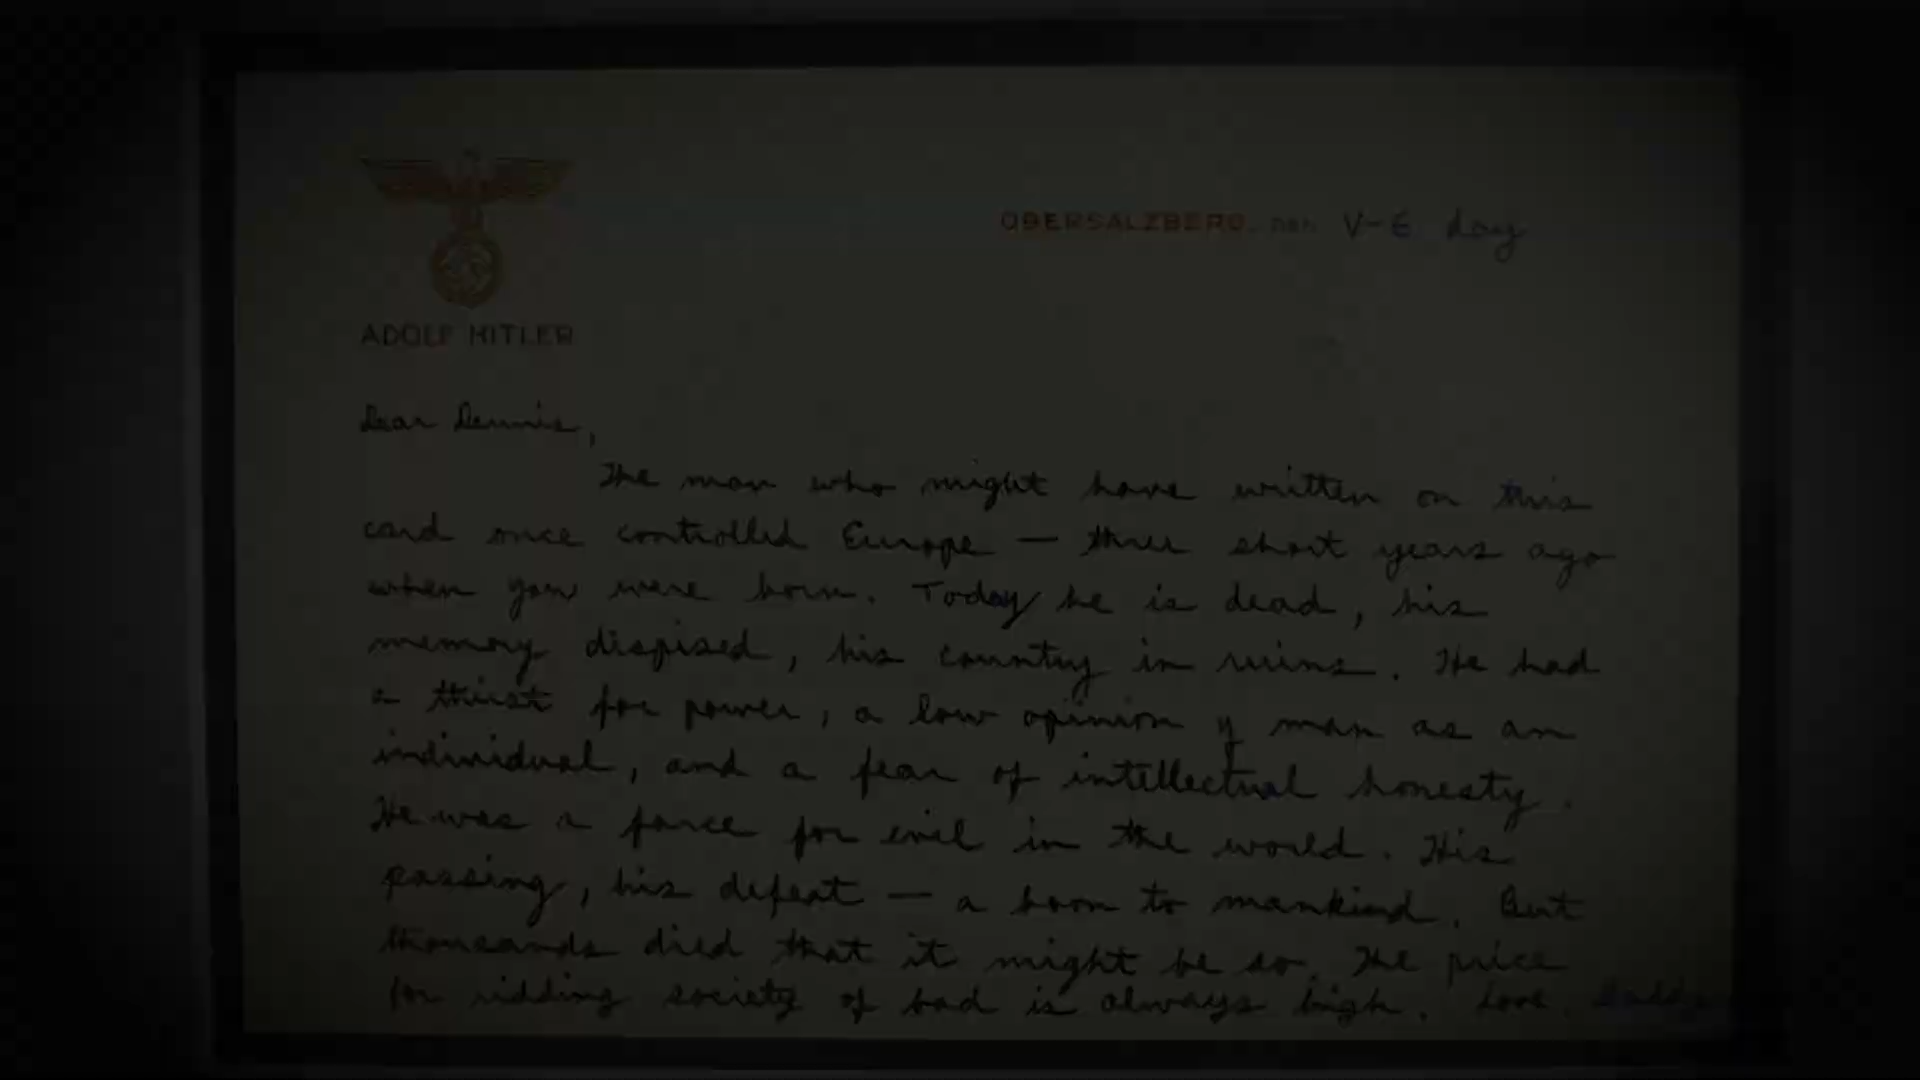 OBERSALZBERG, DEN V-E day
ADOLF HITLER
Dear Dennis,
The man who might have written on this
card once controlled Europe — three short years ago
when you were born. Today he is dead, his
memory dispised, his country in ruins. He had
a thirst for power, a low opinion of man as an
individual, and a fear of intellectual honesty.
He was a force for evil in the world. His
passing, his defeat — a boon to mankind. But
thousands died that it might be so. The price
for ridding society of bad is always high. Love, Daddy